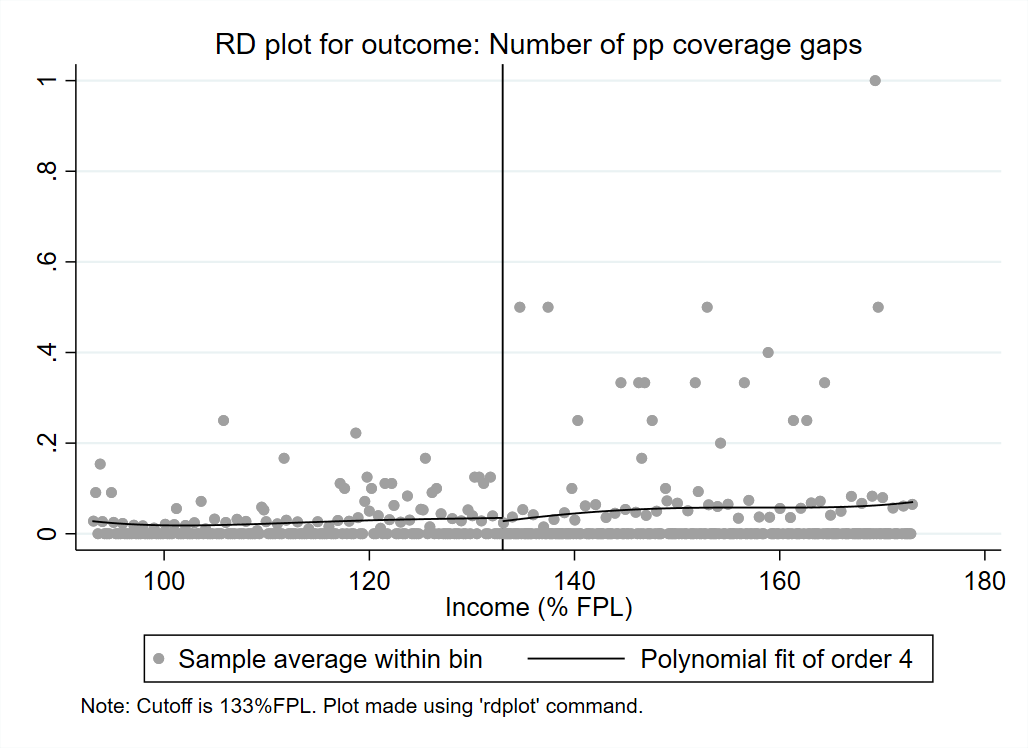 RD plot for outcome: Number of pp coverage gaps
1
.8
.6
.4
.2
0
100 120 140 160 180
Income (% FPL)
Sample average within bin Polynomial fit of order 4
Note: Cutoff is 133%FPL. Plot made using 'rdplot' command.